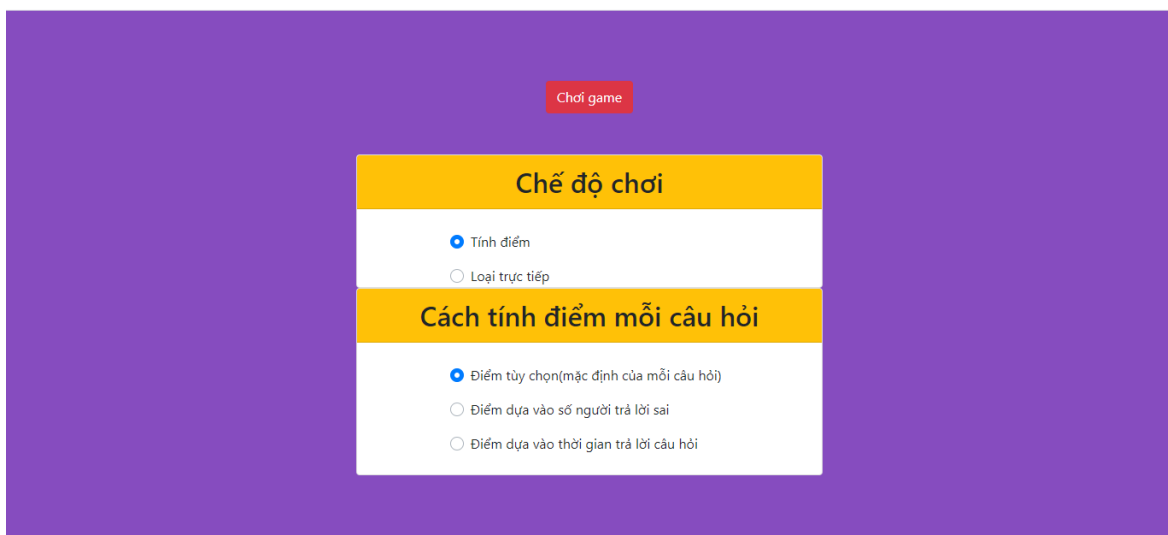 Chơi game
Chế độ chơi
Tính điểm
Loại trực tiếp
Cách tính điểm mỗi câu hỏi
Điểm tùy chọn(mặc định của mỗi câu hỏi)
Điểm dựa vào số người trả lời sai
Điểm dựa vào thời gian trả lời câu hỏi